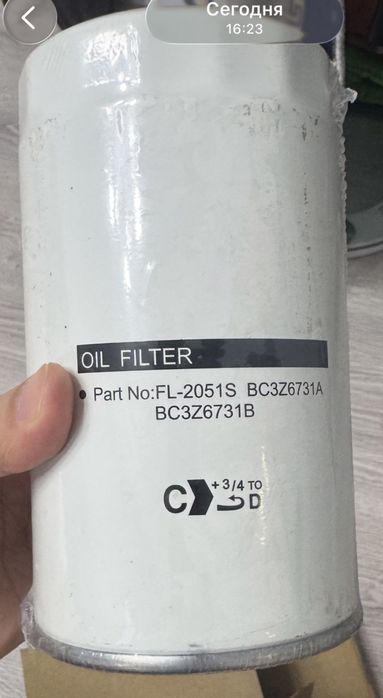 Сегодня
16:23
OIL FILTER
• Part No:FL-2051S BC3Z6731A
BC3Z6731B
C +3/4 TO
D